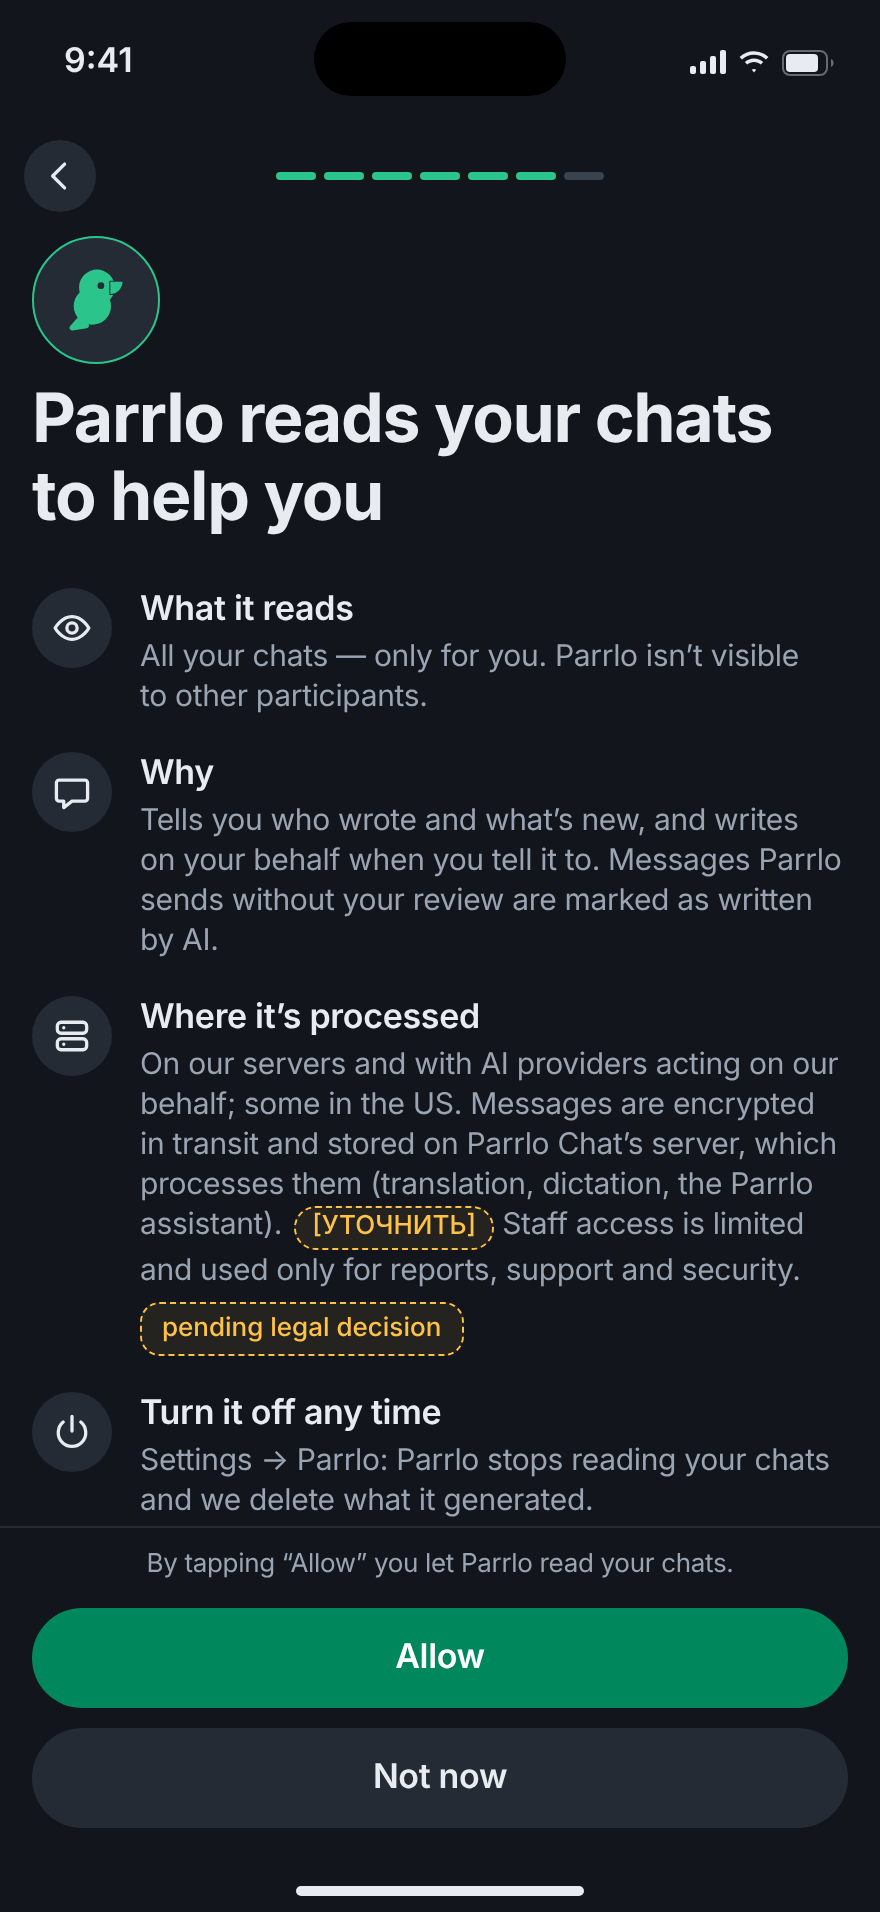 9:41
Parrlo reads your chats
to help you
What it reads
All your chats — only for you. Parrlo isn’t visible
to other participants.
Why
Tells you who wrote and what’s new, and writes
on your behalf when you tell it to. Messages Parrlo
sends without your review are marked as written
by AI.
Where it’s processed
On our servers and with AI providers acting on our
behalf; some in the US. Messages are encrypted
in transit and stored on Parrlo Chat’s server, which
processes them (translation, dictation, the Parrlo
assistant). [УТОЧНИТЬ] Staff access is limited
and used only for reports, support and security.
pending legal decision
Turn it off any time
Settings → Parrlo: Parrlo stops reading your chats
and we delete what it generated.
By tapping “Allow” you let Parrlo read your chats.
Allow
Not now